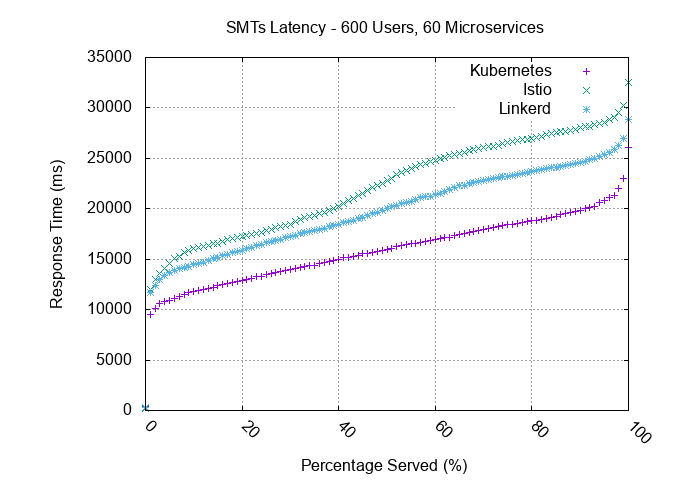 SMTs Latency - 600 Users, 60 Microservices
Kubernetes
Istio
Linkerd
35000
30000
25000
20000
15000
10000
5000
0
Response Time (ms)
0
20
40
60
80
100
Percentage Served (%)